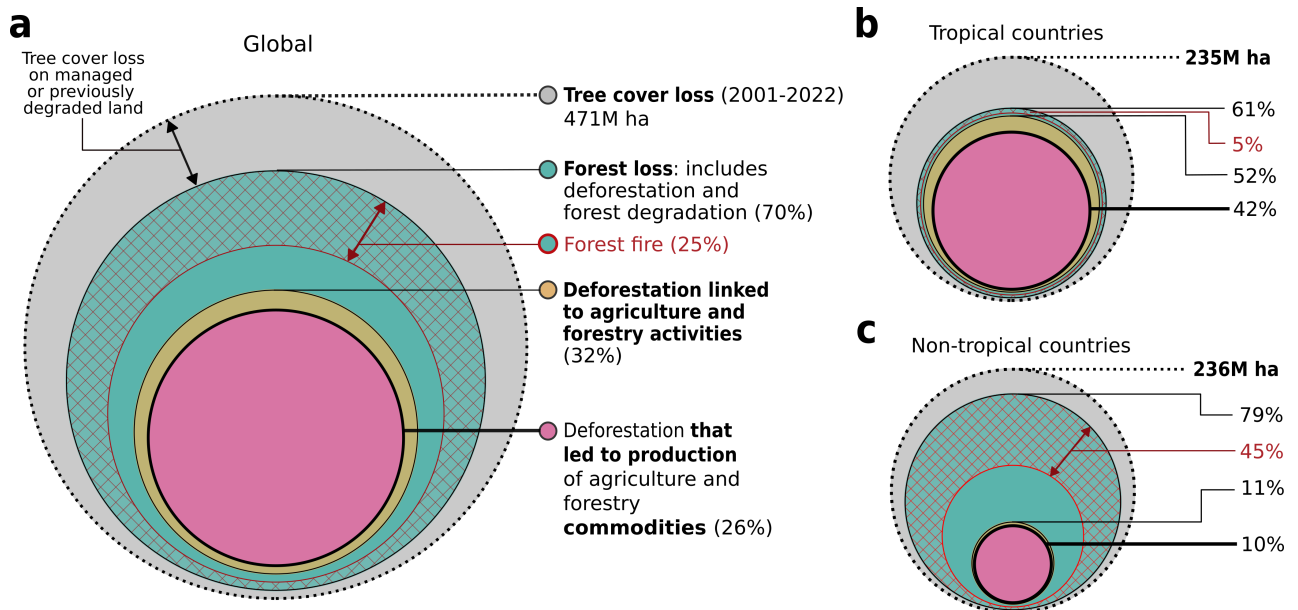 a
Global
Tree cover loss
on managed
or previously
degraded land
Tree cover loss (2001-2022)
471M ha
Forest loss: includes
deforestation and
forest degradation (70%)
Forest fire (25%)
Deforestation linked
to agriculture and
forestry activities
(32%)
Deforestation that
led to production
of agriculture and
forestry
commodities (26%)
b
Tropical countries
235M ha
61%
5%
52%
42%
c
Non-tropical countries
236M ha
79%
45%
11%
10%